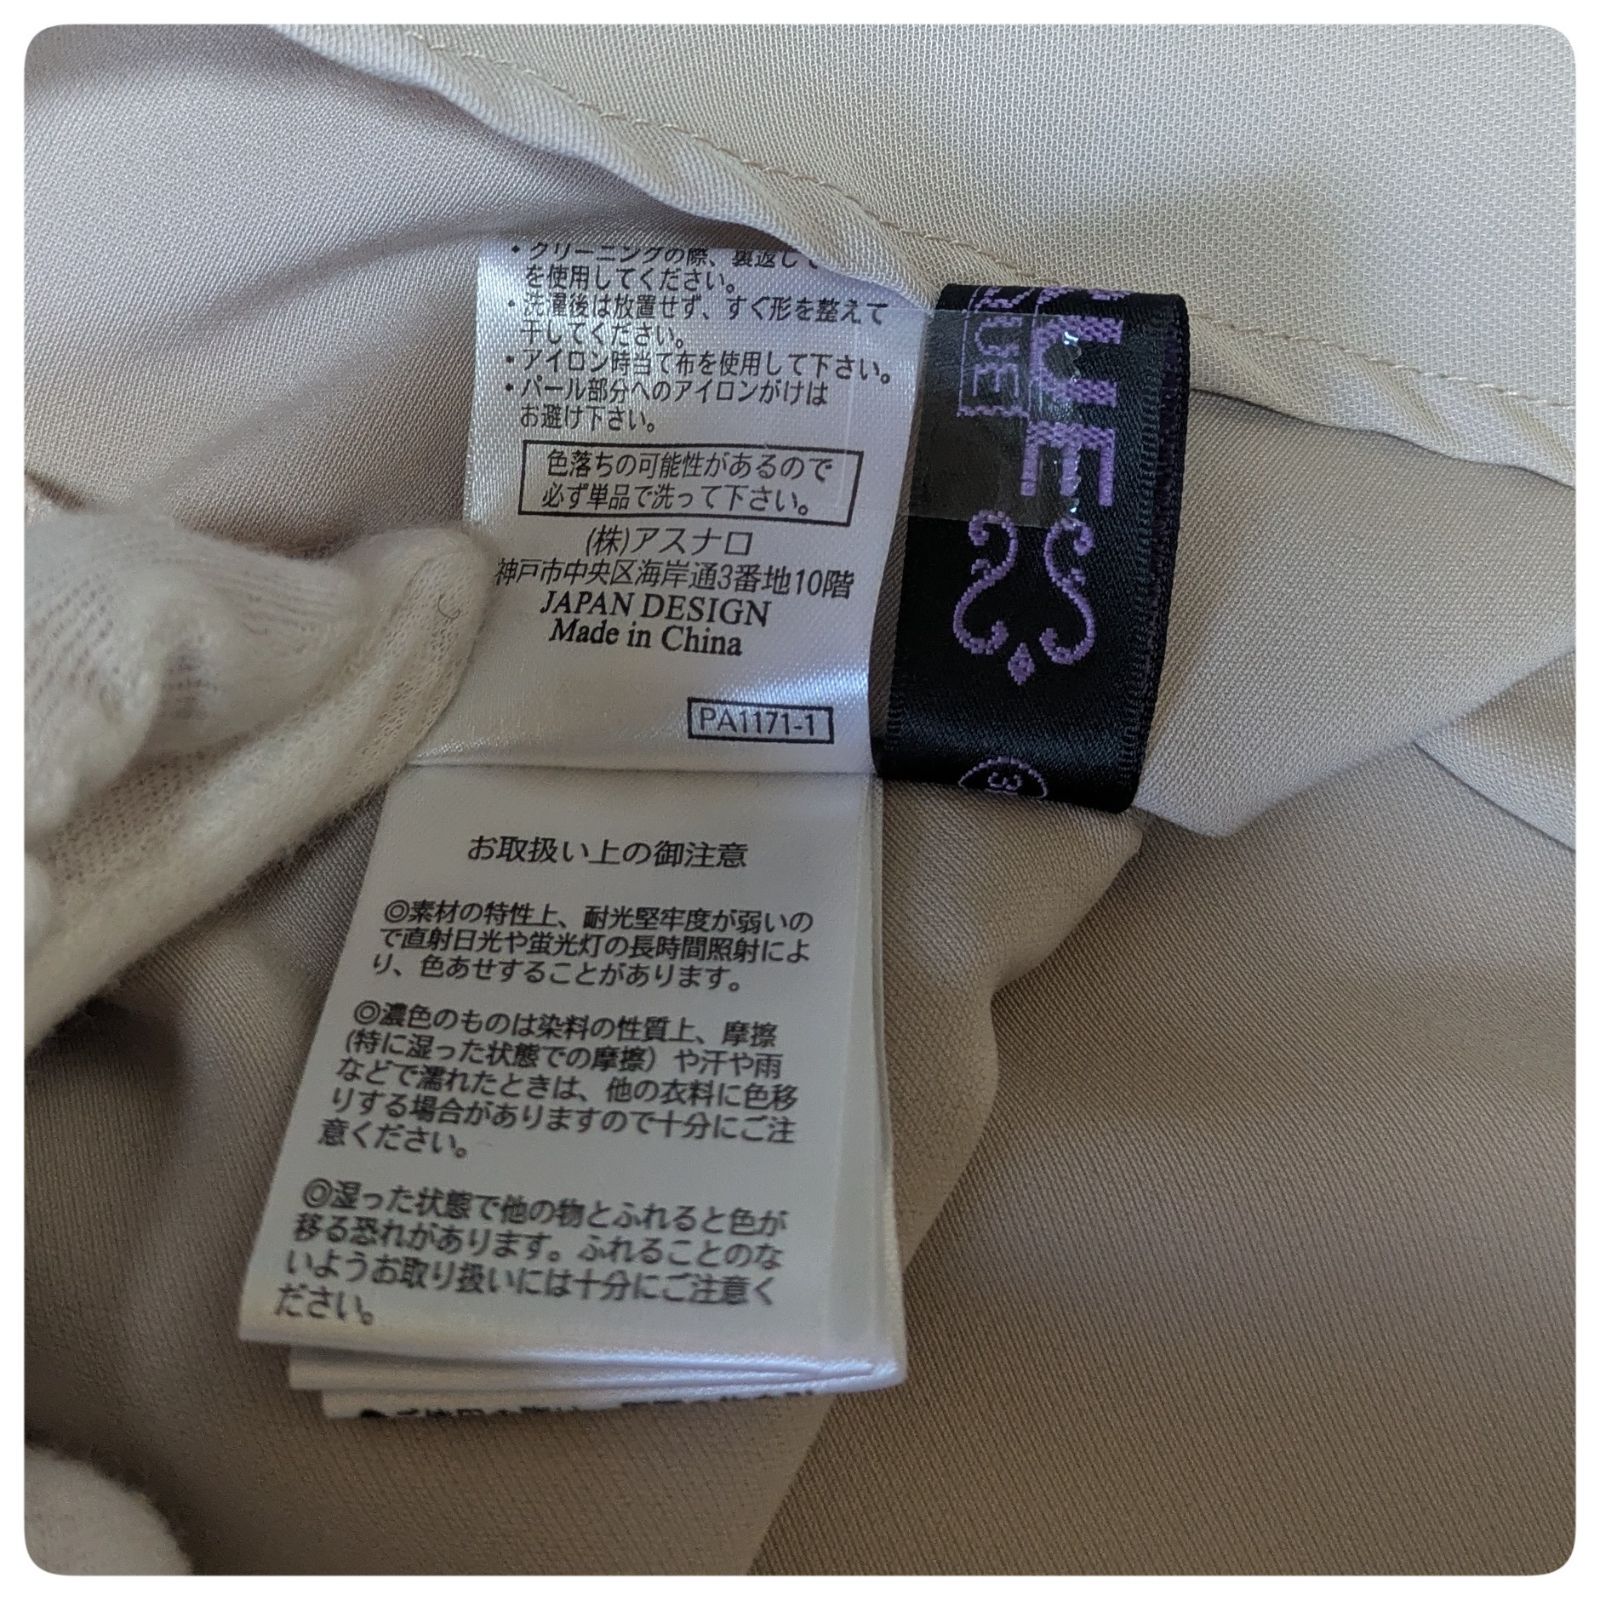 ・クリーニングの際、裏返して
を使用してください。
・洗濯後は放置せず、すぐ形を整えて
干してください。
・アイロン時当て布を使用して下さい。
・パール部分へのアイロンがけは
お避け下さい。
色落ちの可能性があるので
必ず単品で洗って下さい。
(株)アスナロ
神戸市中央区海岸通3番地10階
JAPAN DESIGN
Made in China
PA1171-1
お取扱い上の御注意
◎素材の特性上、耐光堅牢度が弱いの
で直射日光や蛍光灯の長時間照射によ
り、色あせすることがあります。
◎濃色のものは染料の性質上、摩擦
(特に湿った状態での摩擦）や汗や雨
などで濡れたときは、他の衣料に色移
りする場合がありますので十分にご注
意ください。
◎湿った状態で他の物とふれると色が
移る恐れがあります。ふれることのな
いようお取り扱いには十分にご注意く
ださい。
UE
UE